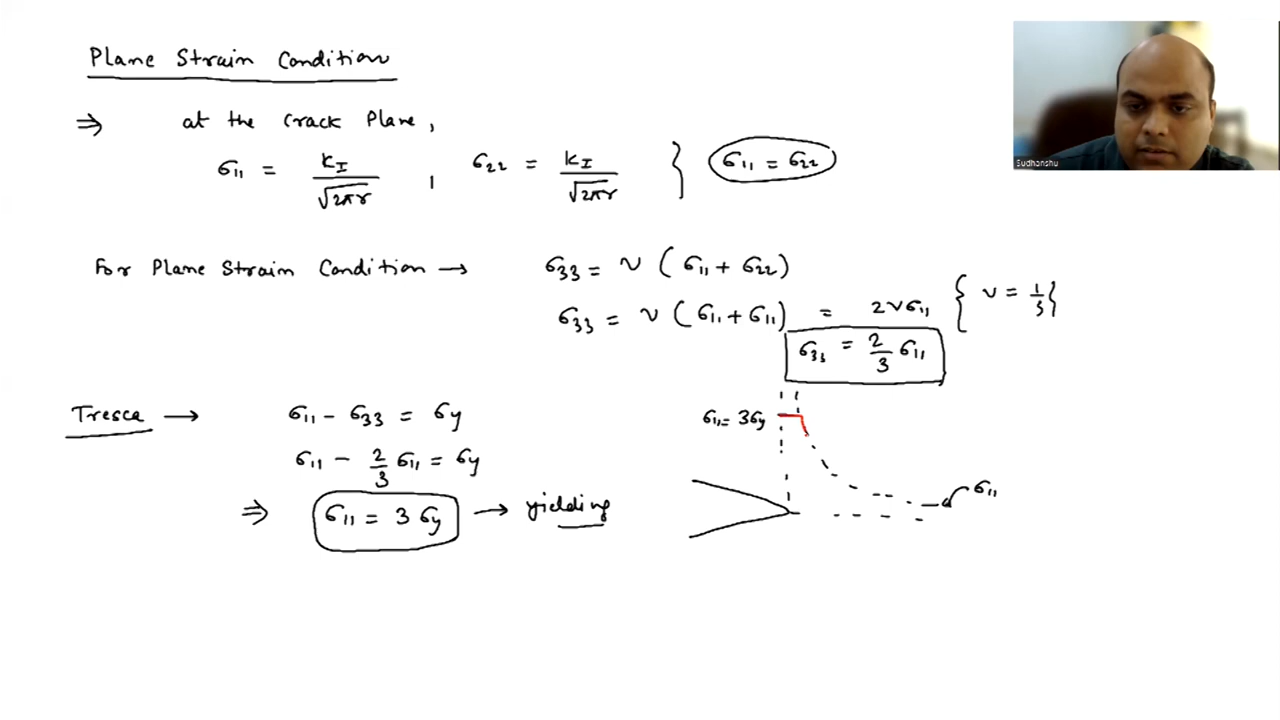 Plane Strain Condition
⇒ at the Crack Plane,
σ11 = KI/√2πr , σ22 = KI/√2πr } σ11 = σ22
For Plane Strain Condition → σ33 = ν (σ11 + σ22)
σ33 = ν (σ11 + σ11) = 2νσ11 { ν = 1/3 }
σ33 = 2/3 σ11
Tresca → σ11 - σ33 = σy
σ11 - 2/3 σ11 = σy
⇒ σ11 = 3σy → yielding
σ11 = 3σy
σ11
Sudhanshu